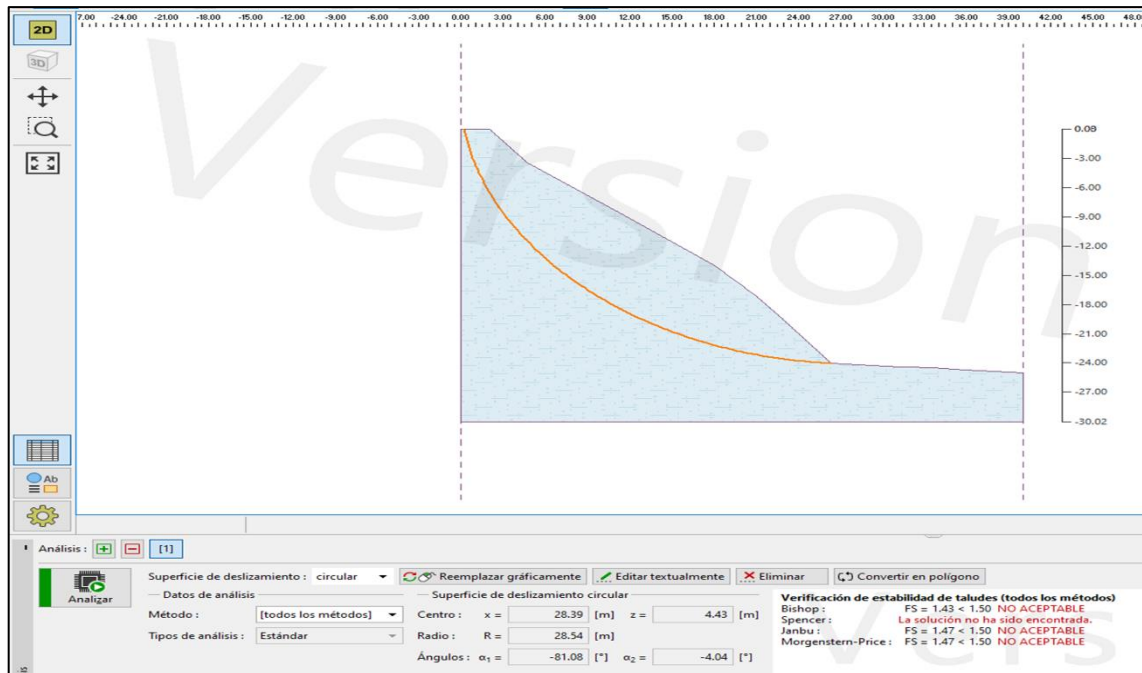 2D
7.00 -24.00 -21.00 -18.00 -15.00 -12.00 -9.00 -6.00 -3.00 0.00 3.00 6.00 9.00 12.00 15.00 18.00 21.00 24.00 26.00 30.00 33.00 36.00 39.00 42.00 45.00 48.0
3D
Version
0.00
-3.00
-6.00
-9.00
-12.00
-15.00
-18.00
-21.00
-24.00
-27.00
-30.02
Ab
Análisis : [1]
Analizar
Superficie de deslizamiento : circular Reemplazar gráficamente Editar textualmente Eliminar Convertir en polígono
Datos de análisis
Método : [todos los métodos]
Tipos de análisis : Estándar
Superficie de deslizamiento circular
Centro : x = 28.39 [m] z = 4.43 [m]
Radio : R = 28.54 [m]
Ángulos : α1 = -81.08 [°] α2 = -4.04 [°]
Verificación de estabilidad de taludes (todos los métodos)
Bishop : FS = 1.43 < 1.50 NO ACEPTABLE
Spencer : La solución no ha sido encontrada.
Janbu : FS = 1.47 < 1.50 NO ACEPTABLE
Morgenstern-Price : FS = 1.47 < 1.50 NO ACEPTABLE
Vers